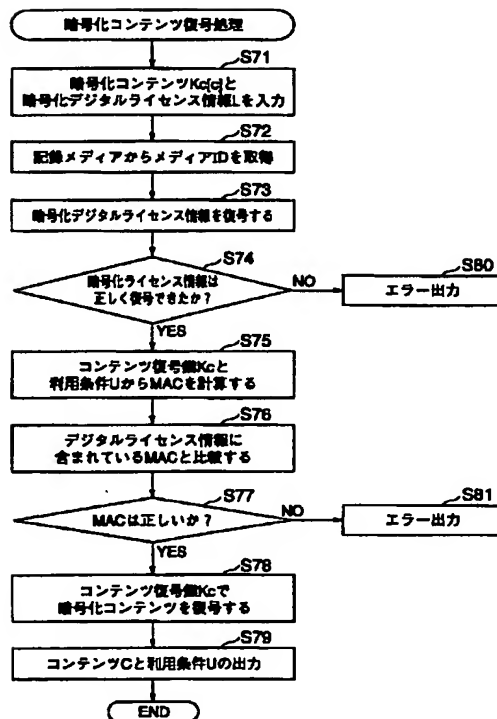 暗号化コンテンツ復号処理
S71
暗号化コンテンツKc[c]と
暗号化デジタルライセンス情報Lを入力
S72
記録メディアからメディアIDを取得
S73
暗号化デジタルライセンス情報を復号する
S74
暗号化ライセンス情報は
正しく復号できたか？
NO
S80
エラー出力
YES
S75
コンテンツ復号鍵Kcと
利用条件UからMACを計算する
S76
デジタルライセンス情報に
含まれているMACと比較する
S77
MACは正しいか？
NO
S81
エラー出力
YES
S78
コンテンツ復号鍵Kcで
暗号化コンテンツを復号する
S79
コンテンツCと利用条件Uの出力
END